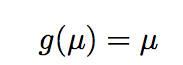 g(μ) = μ